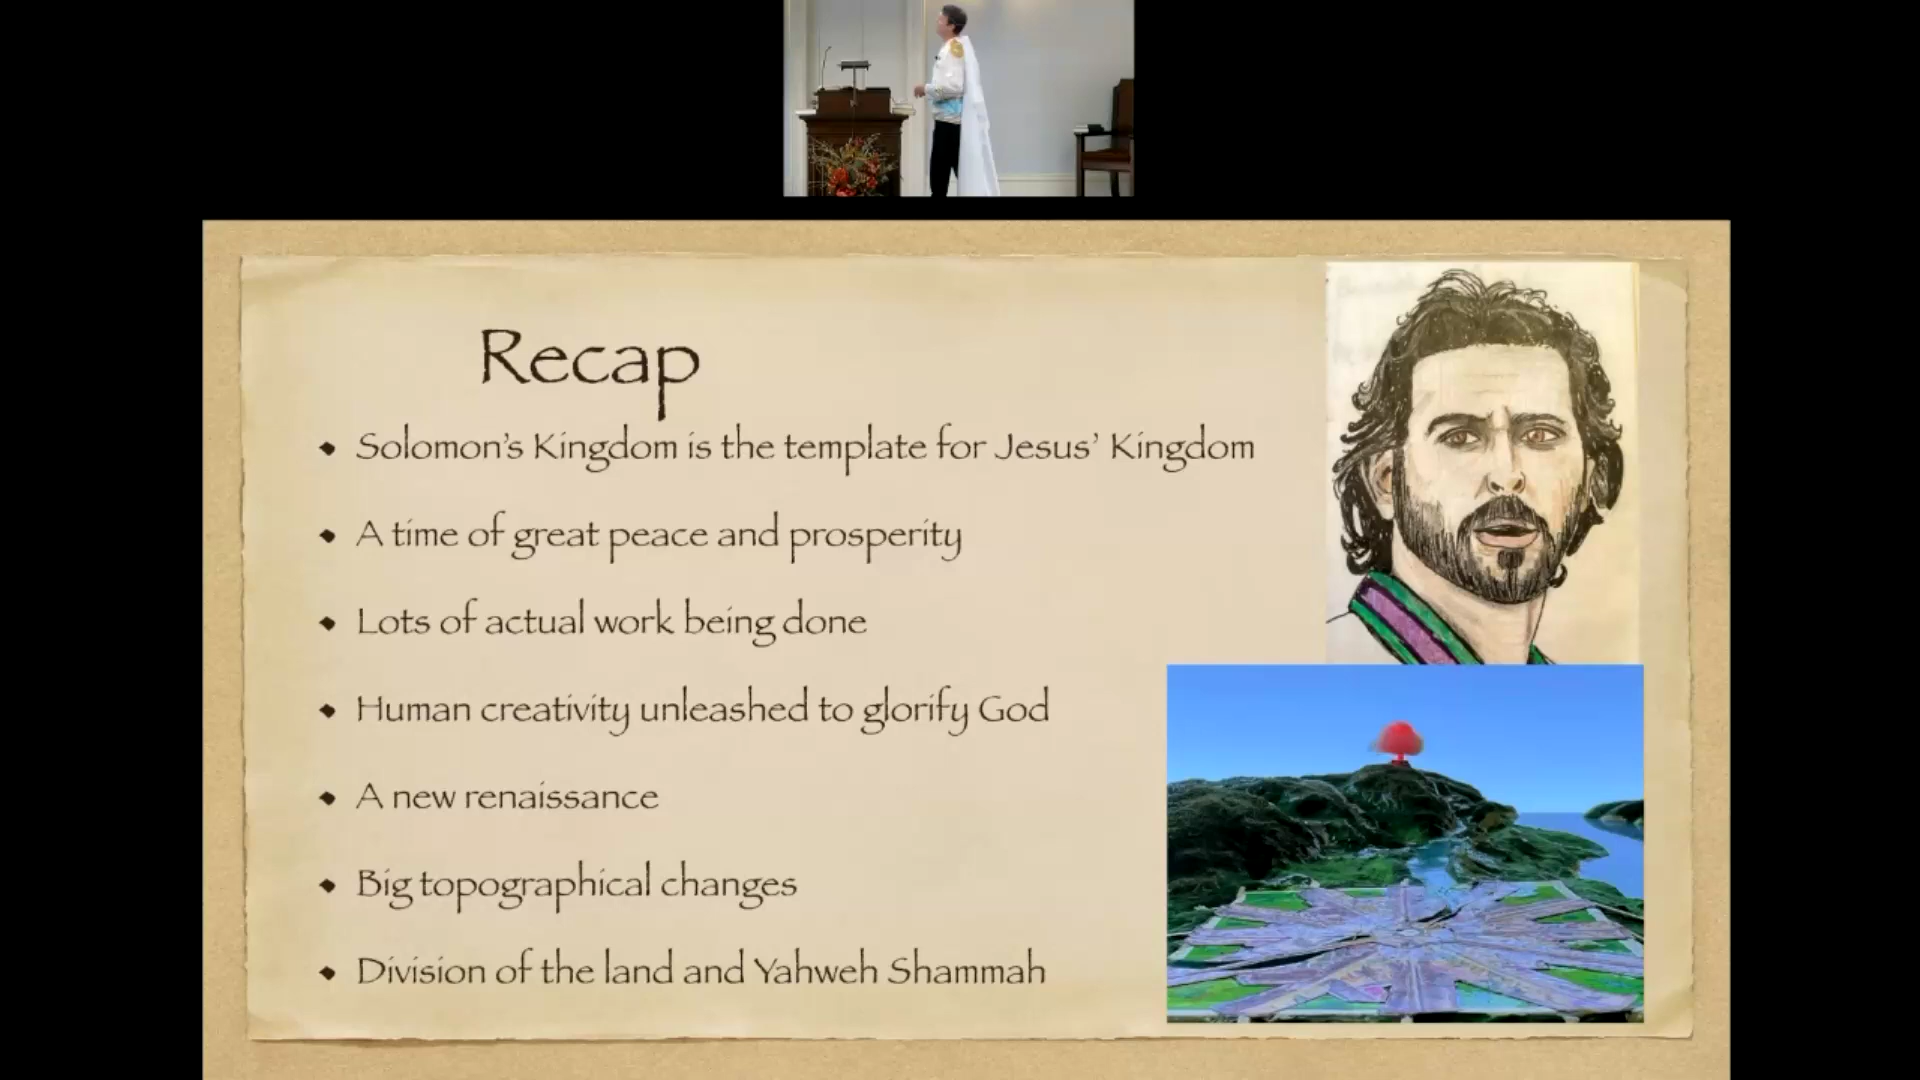 Recap
Solomon's Kingdom is the template for Jesus' Kingdom
A time of great peace and prosperity
Lots of actual work being done
Human creativity unleashed to glorify God
A new renaissance
Big topographical changes
Division of the land and Yahweh Shammah